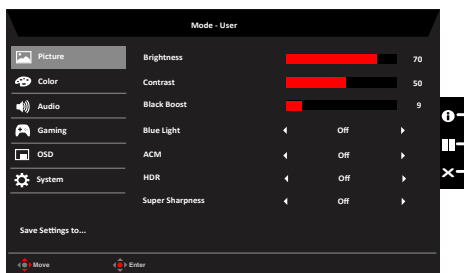 Mode - User
Picture
Color
Audio
Gaming
OSD
System
Save Settings to...
Brightness 70
Contrast 50
Black Boost 9
Blue Light Off
ACM Off
HDR Off
Super Sharpness Off
Move Enter